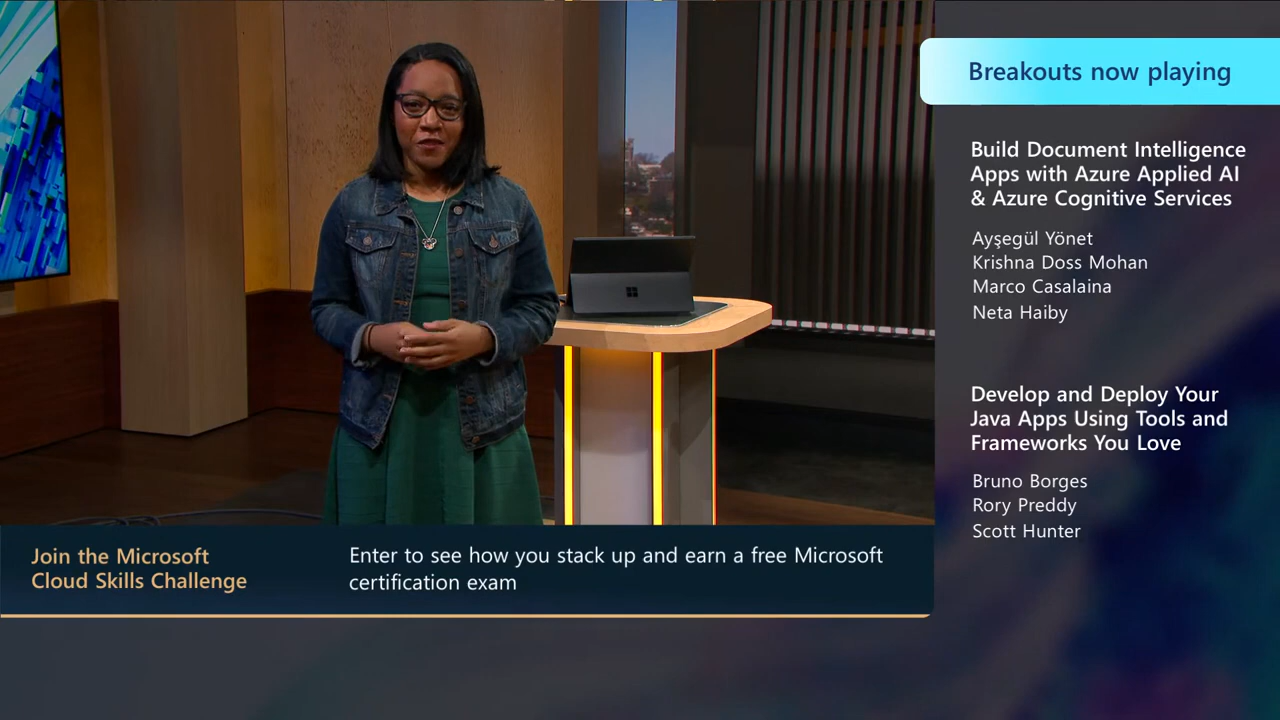 Breakouts now playing
Build Document Intelligence
Apps with Azure Applied AI
& Azure Cognitive Services
Ayşegül Yönet
Krishna Doss Mohan
Marco Casalaina
Neta Haiby
Develop and Deploy Your
Java Apps Using Tools and
Frameworks You Love
Bruno Borges
Rory Preddy
Scott Hunter
Join the Microsoft
Cloud Skills Challenge
Enter to see how you stack up and earn a free Microsoft
certification exam